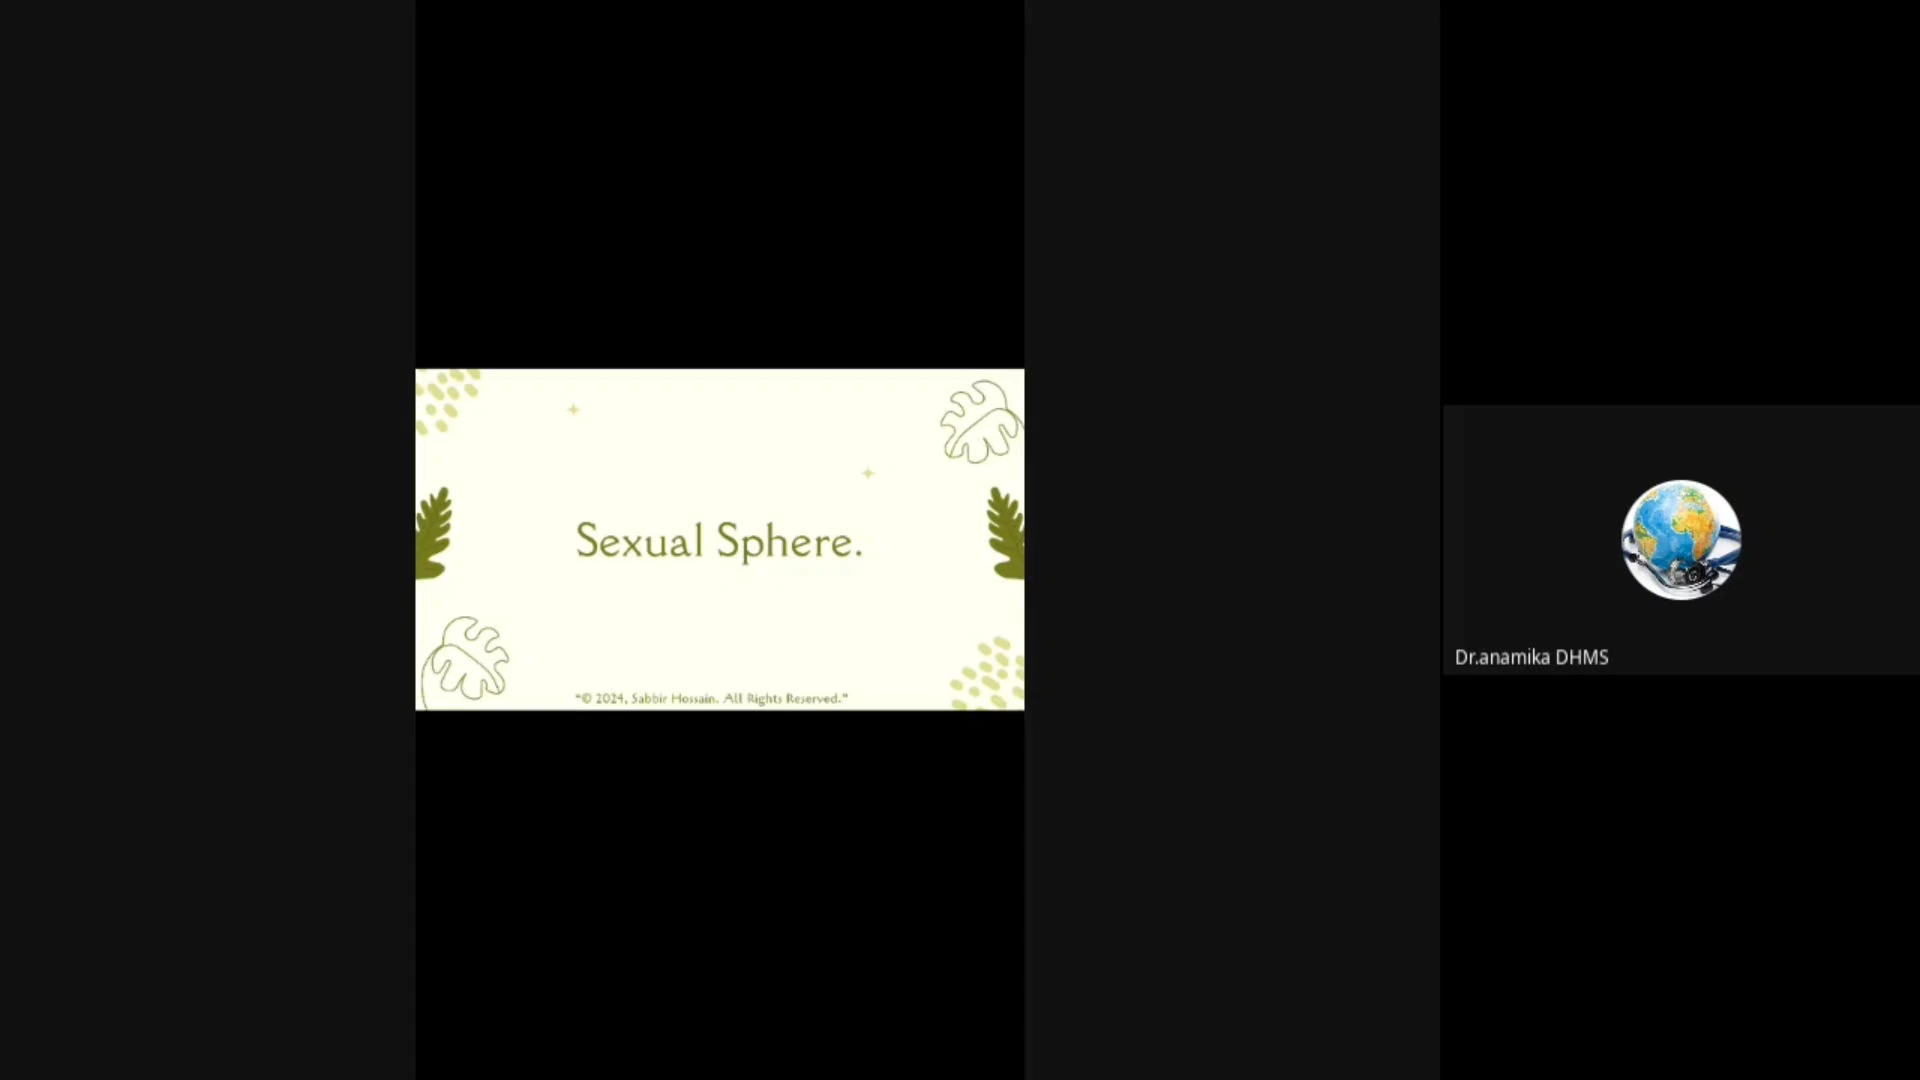 Sexual Sphere.
"© 2024, Sabbir Hossain. All Rights Reserved."
Dr.anamika DHMS